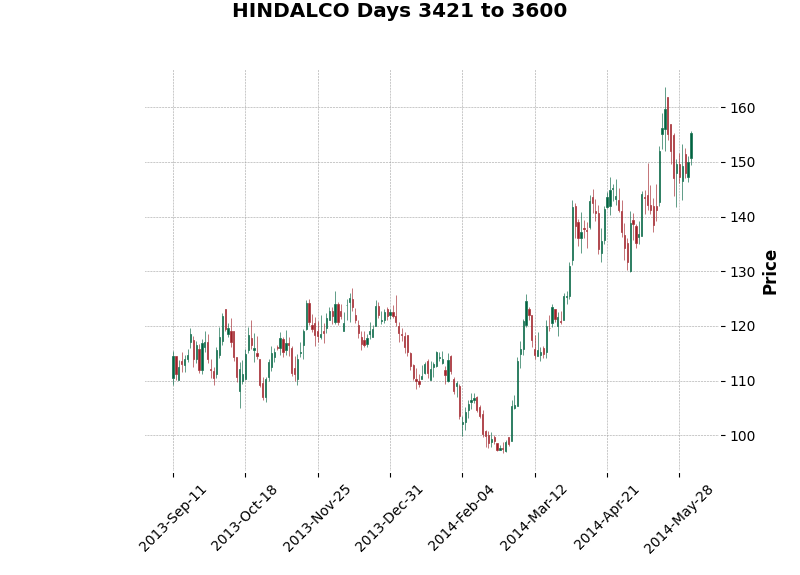 HINDALCO Days 3421 to 3600
160
150
140
130
120
110
100
Price
2013-Sep-11
2013-Oct-18
2013-Nov-25
2013-Dec-31
2014-Feb-04
2014-Mar-12
2014-Apr-21
2014-May-28